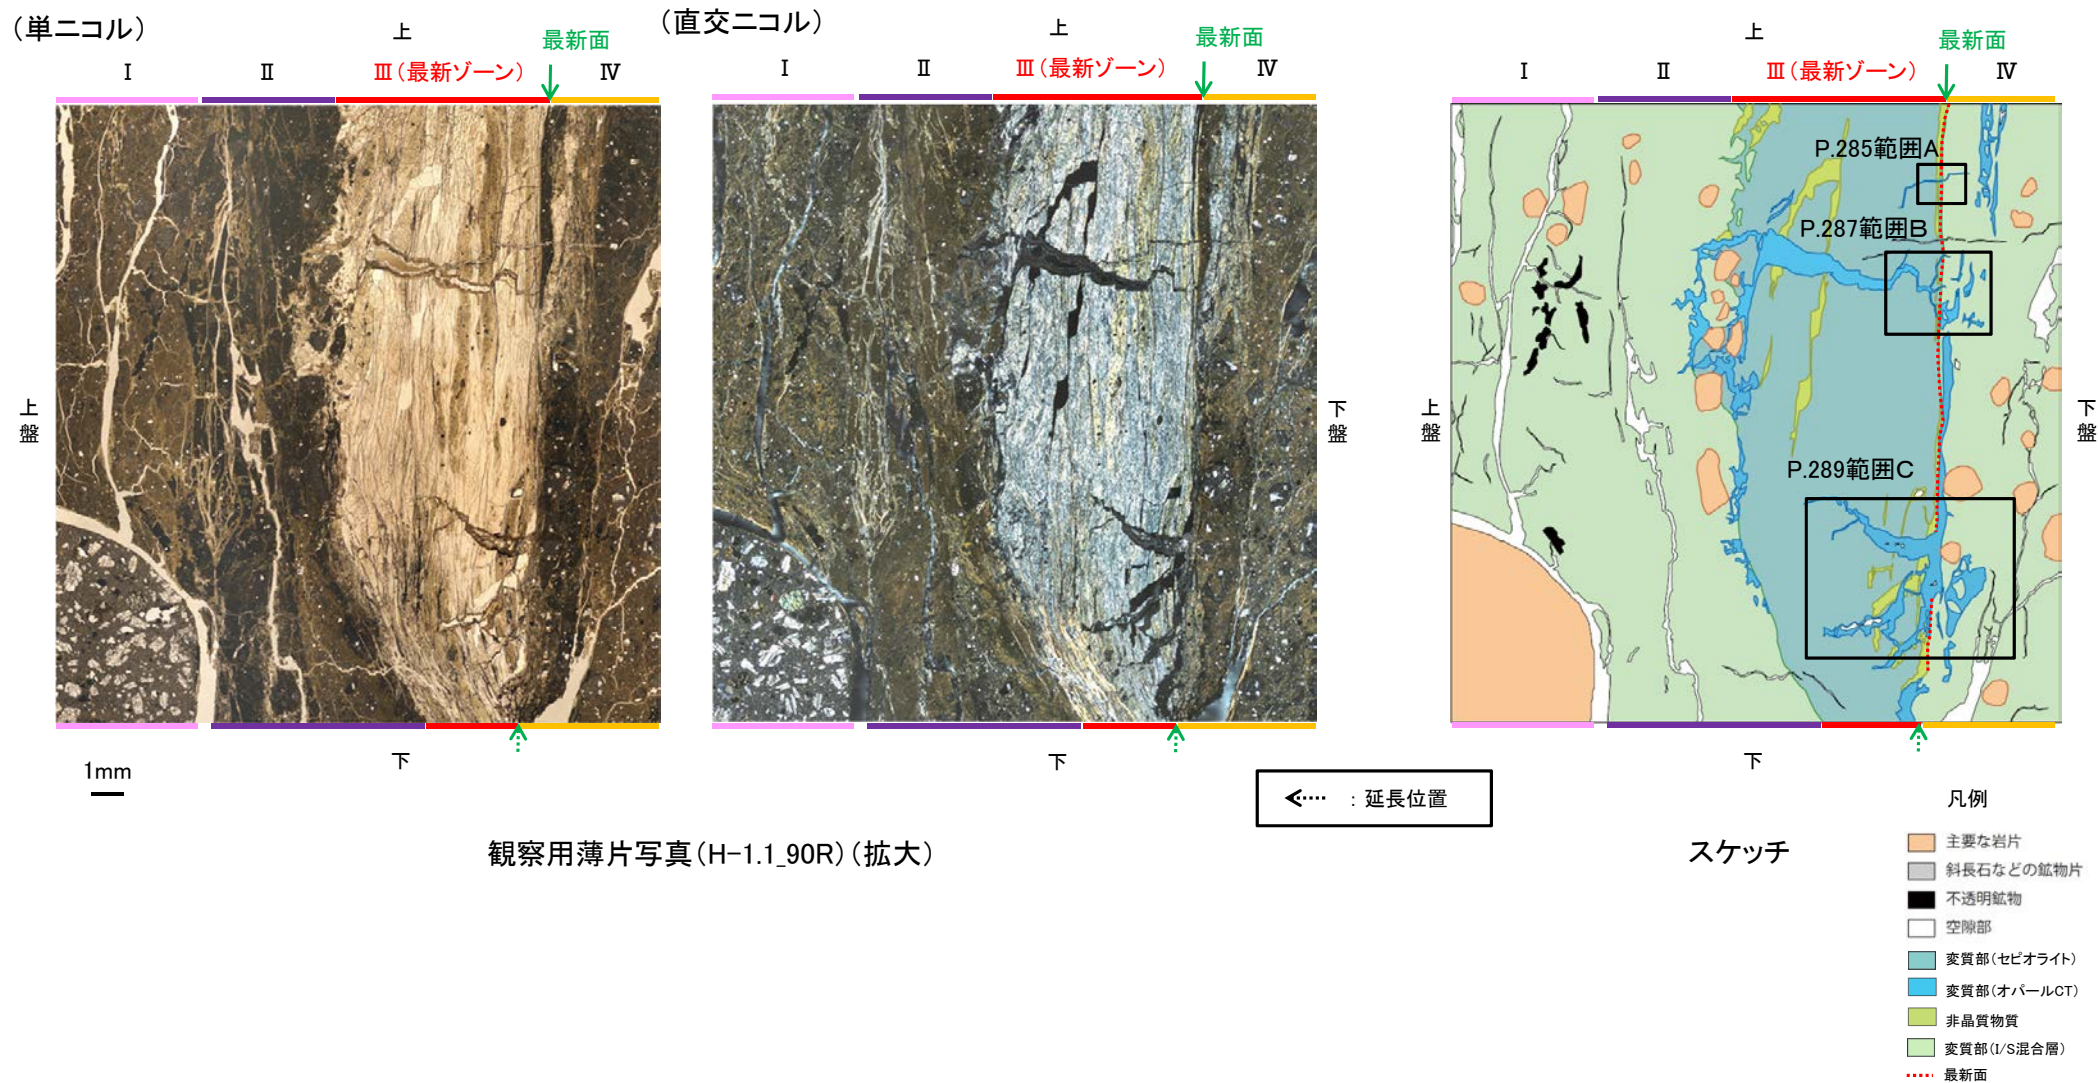 (単ニコル)
上
最新面
Ⅰ
Ⅱ
Ⅲ(最新ゾーン)
Ⅳ
上盤
下
1mm
(直交ニコル)
上
最新面
Ⅰ
Ⅱ
Ⅲ(最新ゾーン)
Ⅳ
下盤
下
観察用薄片写真(H-1.1_90R)(拡大)
：延長位置
上
最新面
Ⅰ
Ⅱ
Ⅲ(最新ゾーン)
Ⅳ
P.285範囲A
P.287範囲B
上盤
下盤
P.289範囲C
下
スケッチ
凡例
主要な岩片
斜長石などの鉱物片
不透明鉱物
空隙部
変質部(セピオライト)
変質部(オパールCT)
非晶質物質
変質部(I/S混合層)
最新面